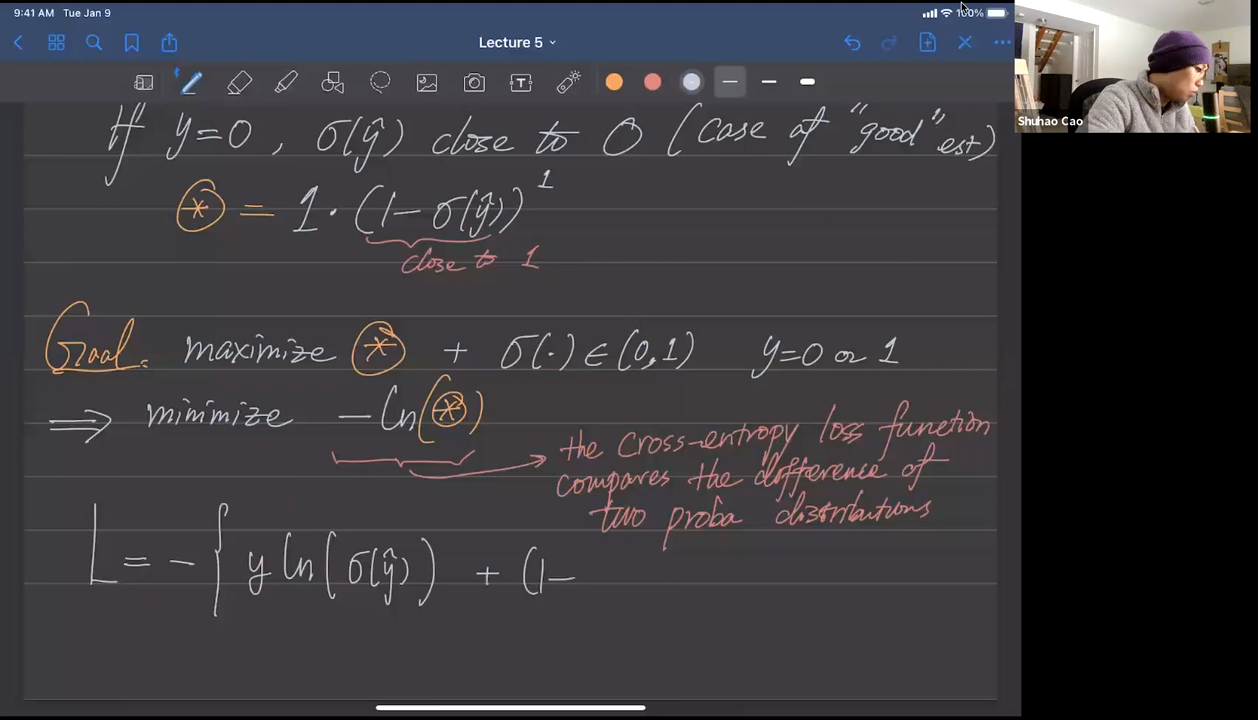 9:41 AM Tue Jan 9
100%
Lecture 5
Shuhao Cao
If y=0, σ(ŷ) close to 0 (case of "good" est)
⊛ = 1·(1-σ(ŷ))¹
close to 1
Goal: maximize ⊛ + σ(·)∈(0,1) y=0 or 1
⟹ minimize -ln(⊛)
the cross-entropy loss function
compares the difference of
two proba distributions
L = - { y ln(σ(ŷ)) + (1-